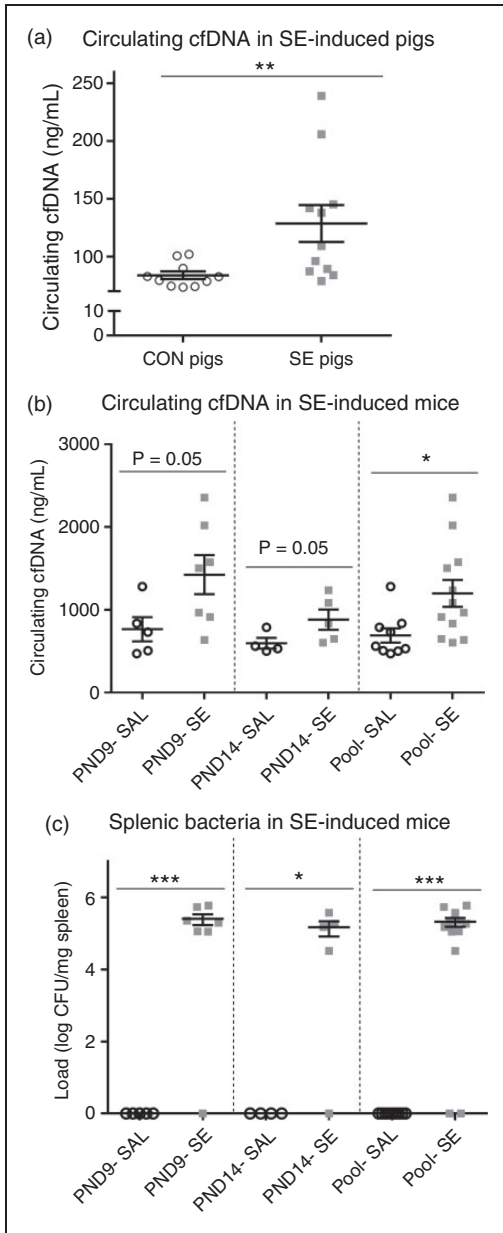 (a) Circulating cfDNA in SE-induced pigs
**
Circulating cfDNA (ng/mL)
250
200
150
100
10
0
CON pigs SE pigs
(b) Circulating cfDNA in SE-induced mice
Circulating cfDNA (ng/mL)
3000
2000
1000
0
P = 0.05
P = 0.05
*
PND9- SAL PND9- SE PND14- SAL PND14- SE Pool- SAL Pool- SE
(c) Splenic bacteria in SE-induced mice
Load (log CFU/mg spleen)
*** * ***
6
4
2
0
PND9- SAL PND9- SE PND14- SAL PND14- SE Pool- SAL Pool- SE